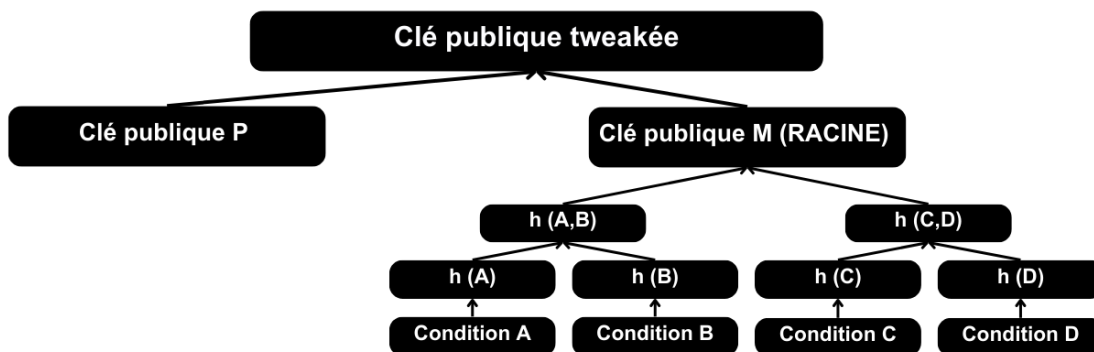 Clé publique tweakée
Clé publique P
Clé publique M (RACINE)
h (A,B)
h (C,D)
h (A)
h (B)
h (C)
h (D)
Condition A
Condition B
Condition C
Condition D